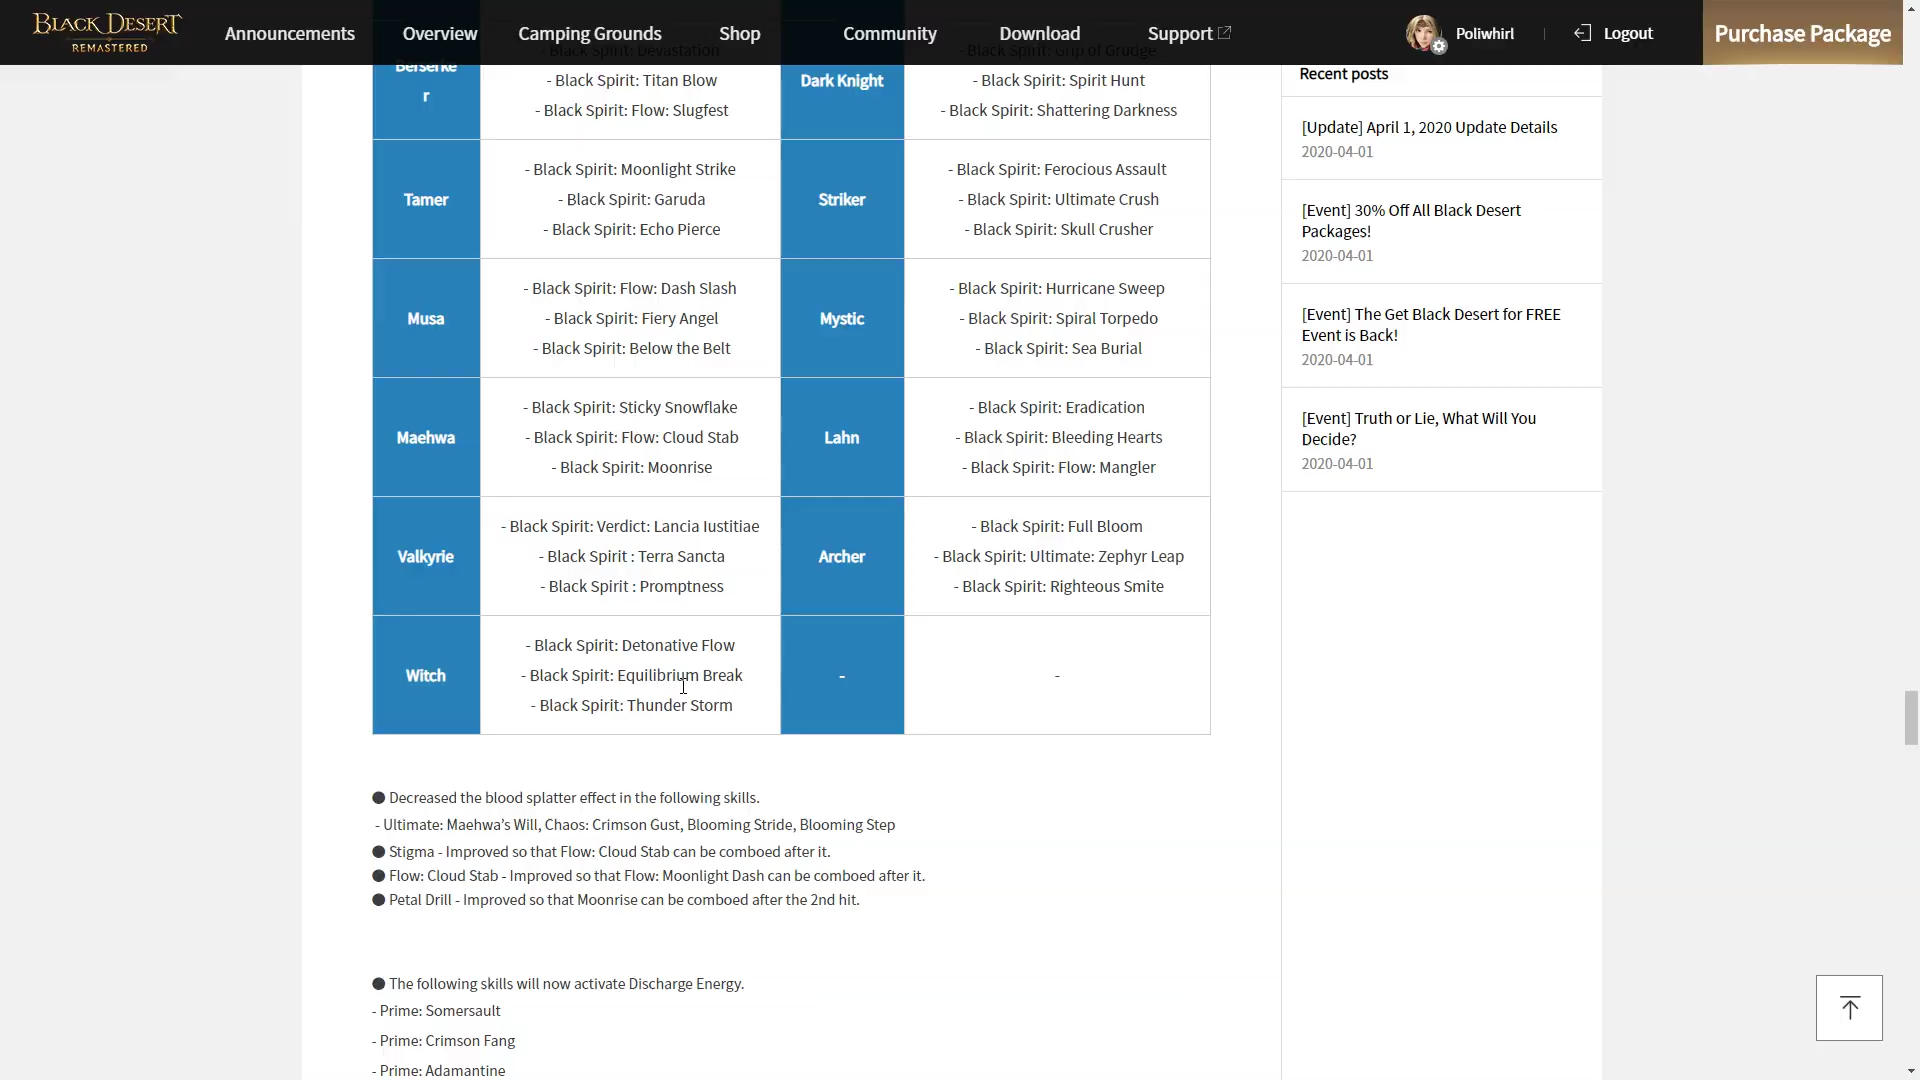 BLACK DESERT
REMASTERED
Announcements
Overview
Camping Grounds
Shop
Community
Download
Support
Poliwhirl
Logout
Purchase Package
Berserke
r
- Black Spirit: Devastation
- Black Spirit: Titan Blow
- Black Spirit: Flow: Slugfest
Dark Knight
- Black Spirit: Grip of Grudge
- Black Spirit: Spirit Hunt
- Black Spirit: Shattering Darkness
Tamer
- Black Spirit: Moonlight Strike
- Black Spirit: Garuda
- Black Spirit: Echo Pierce
Striker
- Black Spirit: Ferocious Assault
- Black Spirit: Ultimate Crush
- Black Spirit: Skull Crusher
Musa
- Black Spirit: Flow: Dash Slash
- Black Spirit: Fiery Angel
- Black Spirit: Below the Belt
Mystic
- Black Spirit: Hurricane Sweep
- Black Spirit: Spiral Torpedo
- Black Spirit: Sea Burial
Maehwa
- Black Spirit: Sticky Snowflake
- Black Spirit: Flow: Cloud Stab
- Black Spirit: Moonrise
Lahn
- Black Spirit: Eradication
- Black Spirit: Bleeding Hearts
- Black Spirit: Flow: Mangler
Valkyrie
- Black Spirit: Verdict: Lancia Iustitiae
- Black Spirit : Terra Sancta
- Black Spirit : Promptness
Archer
- Black Spirit: Full Bloom
- Black Spirit: Ultimate: Zephyr Leap
- Black Spirit: Righteous Smite
Witch
- Black Spirit: Detonative Flow
- Black Spirit: Equilibrium Break
- Black Spirit: Thunder Storm
-
-
● Decreased the blood splatter effect in the following skills.
- Ultimate: Maehwa’s Will, Chaos: Crimson Gust, Blooming Stride, Blooming Step
● Stigma - Improved so that Flow: Cloud Stab can be comboed after it.
● Flow: Cloud Stab - Improved so that Flow: Moonlight Dash can be comboed after it.
● Petal Drill - Improved so that Moonrise can be comboed after the 2nd hit.
● The following skills will now activate Discharge Energy.
- Prime: Somersault
- Prime: Crimson Fang
- Prime: Adamantine
Recent posts
[Update] April 1, 2020 Update Details
2020-04-01
[Event] 30% Off All Black Desert
Packages!
2020-04-01
[Event] The Get Black Desert for FREE
Event is Back!
2020-04-01
[Event] Truth or Lie, What Will You
Decide?
2020-04-01